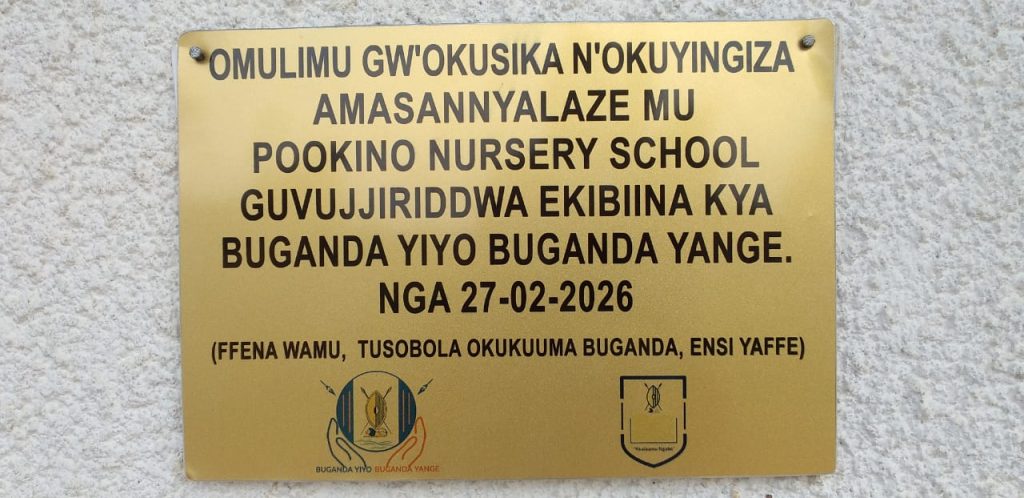 OMULIMU GW'OKUSIKA N'OKUYINGIZA
AMASANNYALAZE MU
POOKINO NURSERY SCHOOL
GUVUJJIRIDDWA EKIBIINA KYA
BUGANDA YIYO BUGANDA YANGE.
NGA 27-02-2026
(FFENA WAMU, TUSOBOLA OKUKUUMA BUGANDA, ENSI YAFFE)
BUGANDA YIYO BUGANDA YANGE